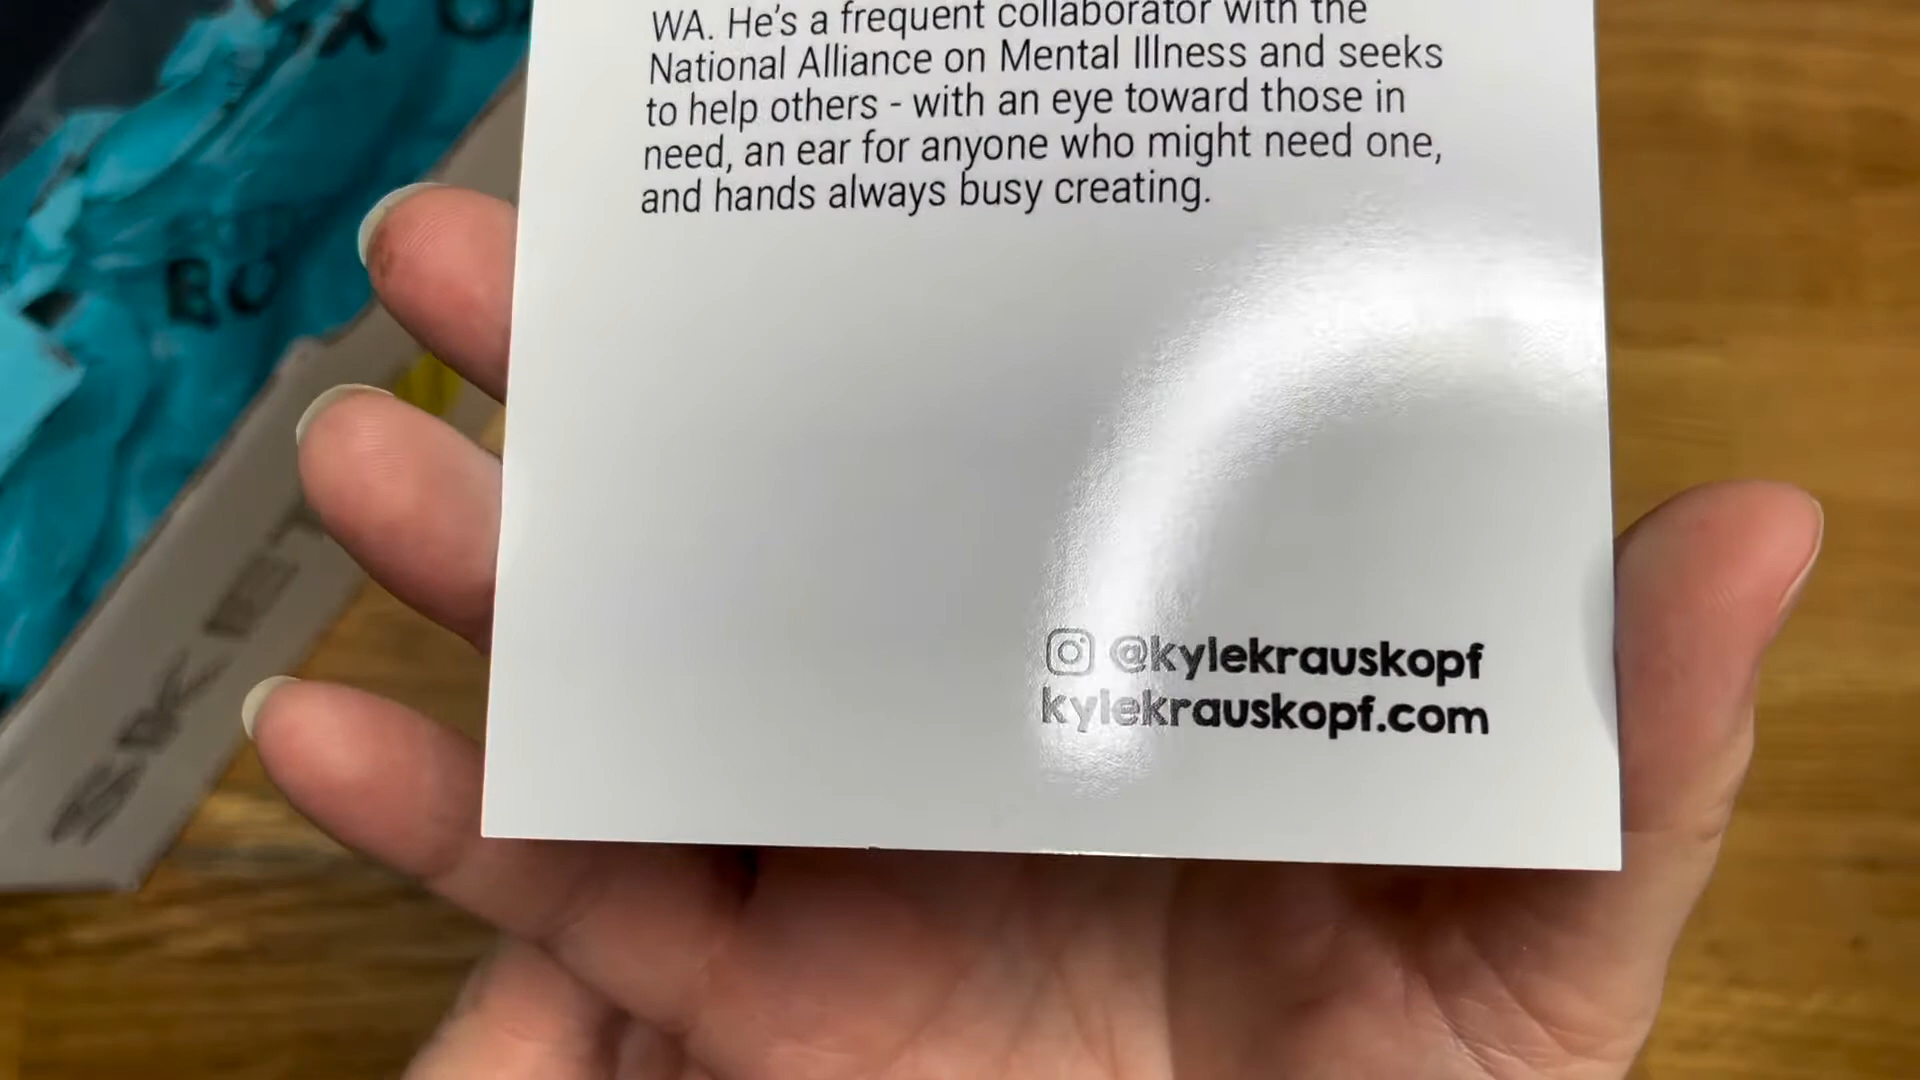 WA. He's a frequent collaborator with the
National Alliance on Mental Illness and seeks
to help others - with an eye toward those in
need, an ear for anyone who might need one,
and hands always busy creating.
@kylekrauskopf
kylekrauskopf.com